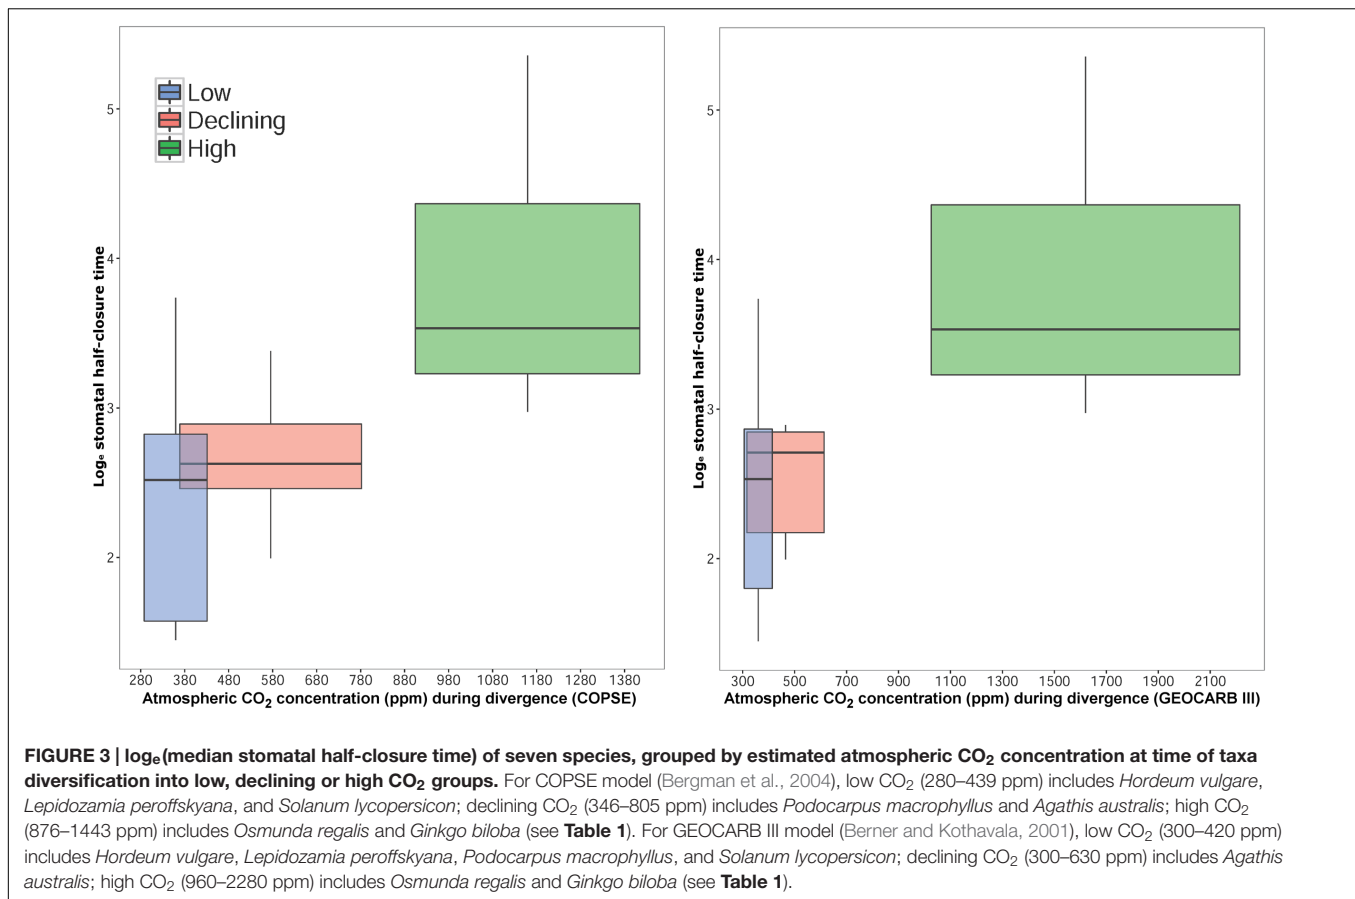 Low
Declining
High
5
4
3
2
Logₑ stomatal half-closure time
280 380 480 580 680 780 880 980 1080 1180 1280 1380
Atmospheric CO₂ concentration (ppm) during divergence (COPSE)
5
4
3
2
Logₑ stomatal half-closure time
300 500 700 900 1100 1300 1500 1700 1900 2100
Atmospheric CO₂ concentration (ppm) during divergence (GEOCARB III)
FIGURE 3 | logₑ(median stomatal half-closure time) of seven species, grouped by estimated atmospheric CO₂ concentration at time of taxa
diversification into low, declining or high CO₂ groups. For COPSE model (Bergman et al., 2004), low CO₂ (280–439 ppm) includes Hordeum vulgare,
Lepidozamia peroffskyana, and Solanum lycopersicon; declining CO₂ (346–805 ppm) includes Podocarpus macrophyllus and Agathis australis; high CO₂
(876–1443 ppm) includes Osmunda regalis and Ginkgo biloba (see Table 1). For GEOCARB III model (Berner and Kothavala, 2001), low CO₂ (300–420 ppm)
includes Hordeum vulgare, Lepidozamia peroffskyana, Podocarpus macrophyllus, and Solanum lycopersicon; declining CO₂ (300–630 ppm) includes Agathis
australis; high CO₂ (960–2280 ppm) includes Osmunda regalis and Ginkgo biloba (see Table 1).